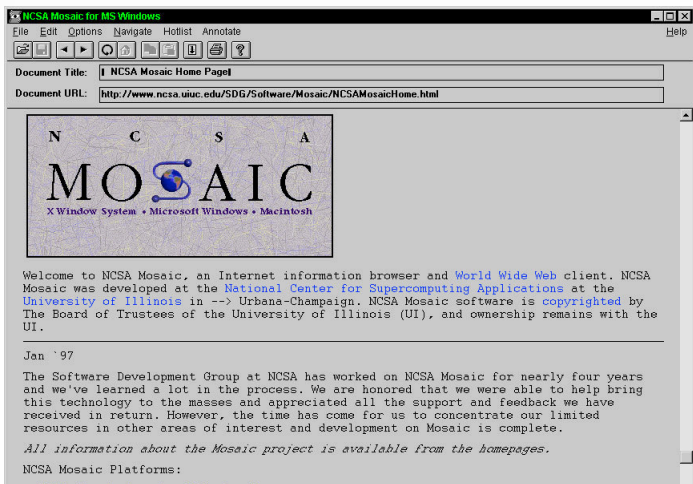 NCSA Mosaic for MS Windows
File Edit Options Navigate Hotlist Annotate Help
Document Title: NCSA Mosaic Home Page
Document URL: http://www.ncsa.uiuc.edu/SDG/Software/Mosaic/NCSAMosaicHome.html
N C S A
MOSAIC
X Window System • Microsoft Windows • Macintosh
Welcome to NCSA Mosaic, an Internet information browser and World Wide Web client. NCSA
Mosaic was developed at the National Center for Supercomputing Applications at the
University of Illinois in --> Urbana-Champaign. NCSA Mosaic software is copyrighted by
The Board of Trustees of the University of Illinois (UI), and ownership remains with the
UI.
Jan `97
The Software Development Group at NCSA has worked on NCSA Mosaic for nearly four years
and we've learned a lot in the process. We are honored that we were able to help bring
this technology to the masses and appreciated all the support and feedback we have
received in return. However, the time has come for us to concentrate our limited
resources in other areas of interest and development on Mosaic is complete.
All information about the Mosaic project is available from the homepages.
NCSA Mosaic Platforms: